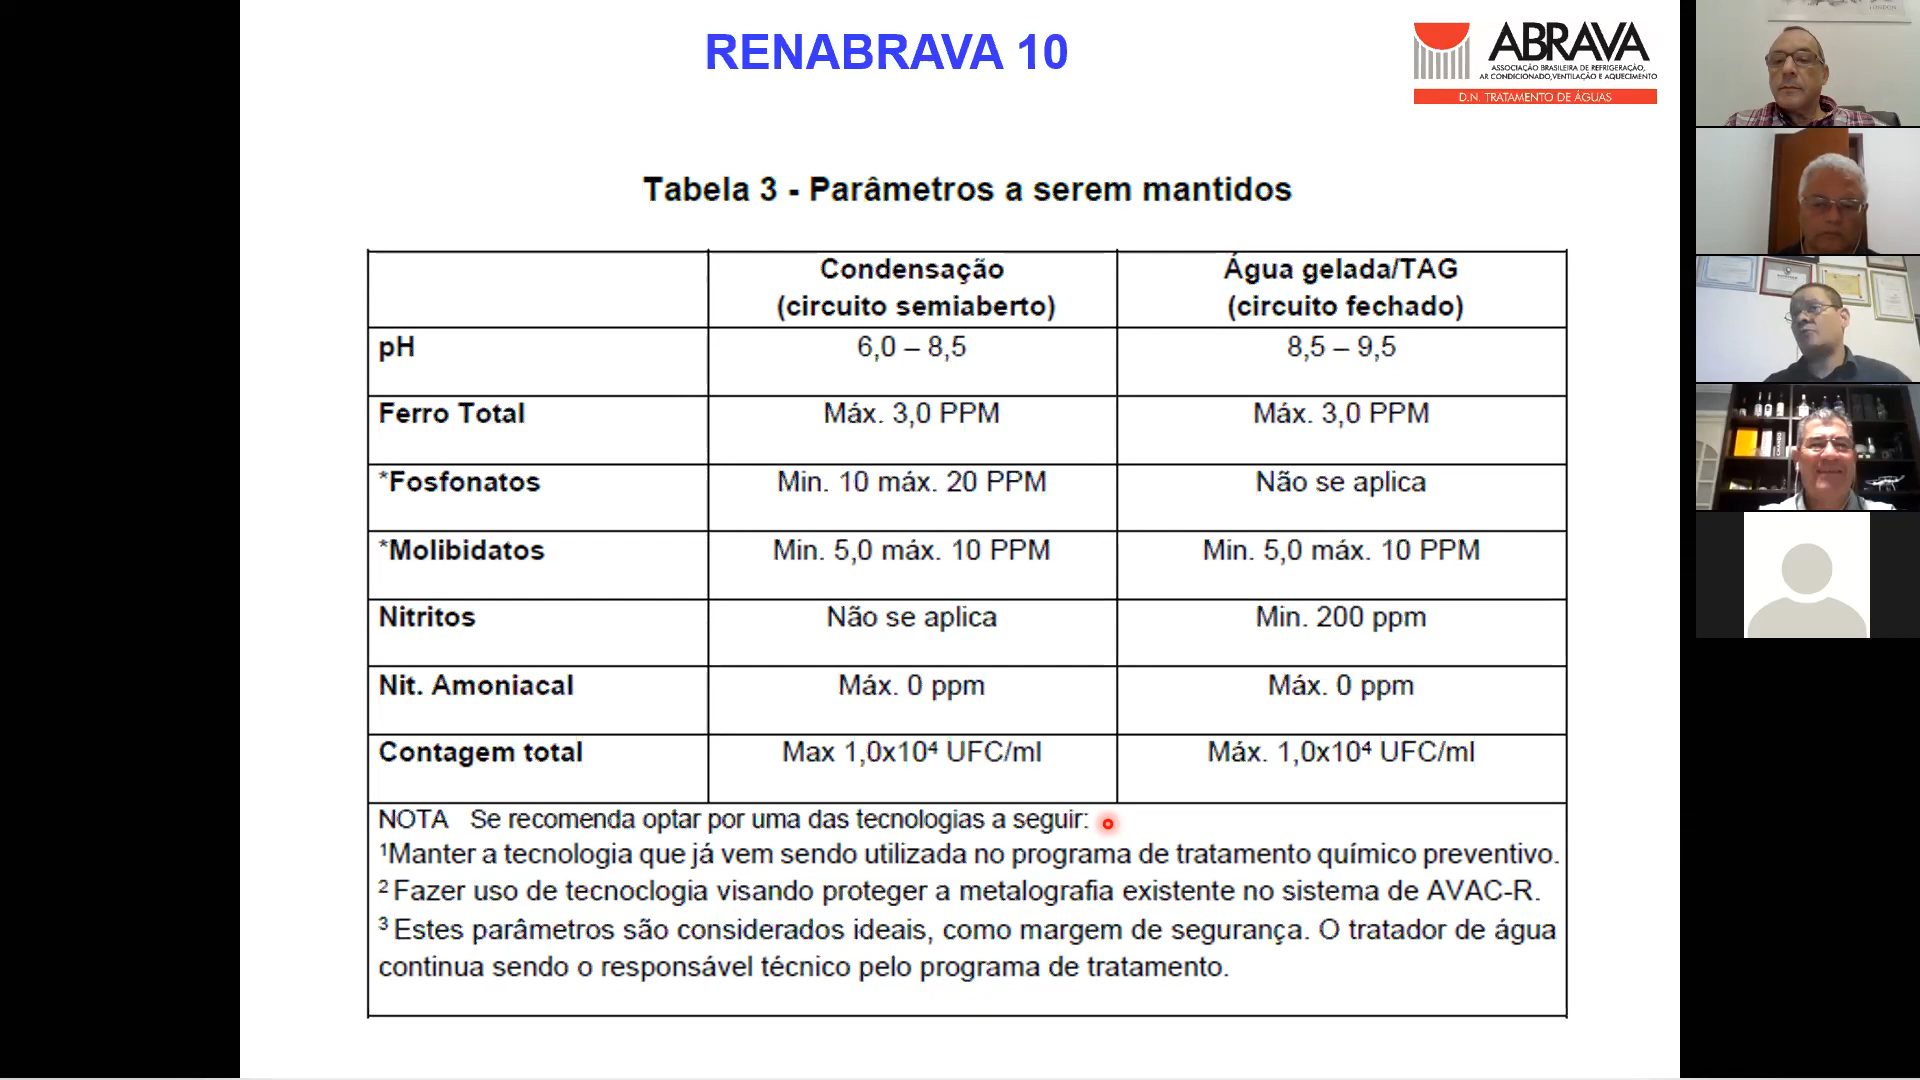 RENABRAVA 10
ABRAVA
ASSOCIAÇÃO BRASILEIRA DE REFRIGERAÇÃO,
AR CONDICIONADO,VENTILAÇÃO E AQUECIMENTO
D.N. TRATAMENTO DE ÁGUAS
LONDON
Tabela 3 - Parâmetros a serem mantidos
Condensação
(circuito semiaberto)
Água gelada/TAG
(circuito fechado)
pH
6,0 – 8,5
8,5 – 9,5
Ferro Total
Máx. 3,0 PPM
Máx. 3,0 PPM
*Fosfonatos
Min. 10 máx. 20 PPM
Não se aplica
*Molibidatos
Min. 5,0 máx. 10 PPM
Min. 5,0 máx. 10 PPM
Nitritos
Não se aplica
Min. 200 ppm
Nit. Amoniacal
Máx. 0 ppm
Máx. 0 ppm
Contagem total
Max 1,0x10⁴ UFC/ml
Máx. 1,0x10⁴ UFC/ml
NOTA Se recomenda optar por uma das tecnologias a seguir:
¹Manter a tecnologia que já vem sendo utilizada no programa de tratamento químico preventivo.
² Fazer uso de tecnoclogia visando proteger a metalografia existente no sistema de AVAC-R.
³ Estes parâmetros são considerados ideais, como margem de segurança. O tratador de água
continua sendo o responsável técnico pelo programa de tratamento.